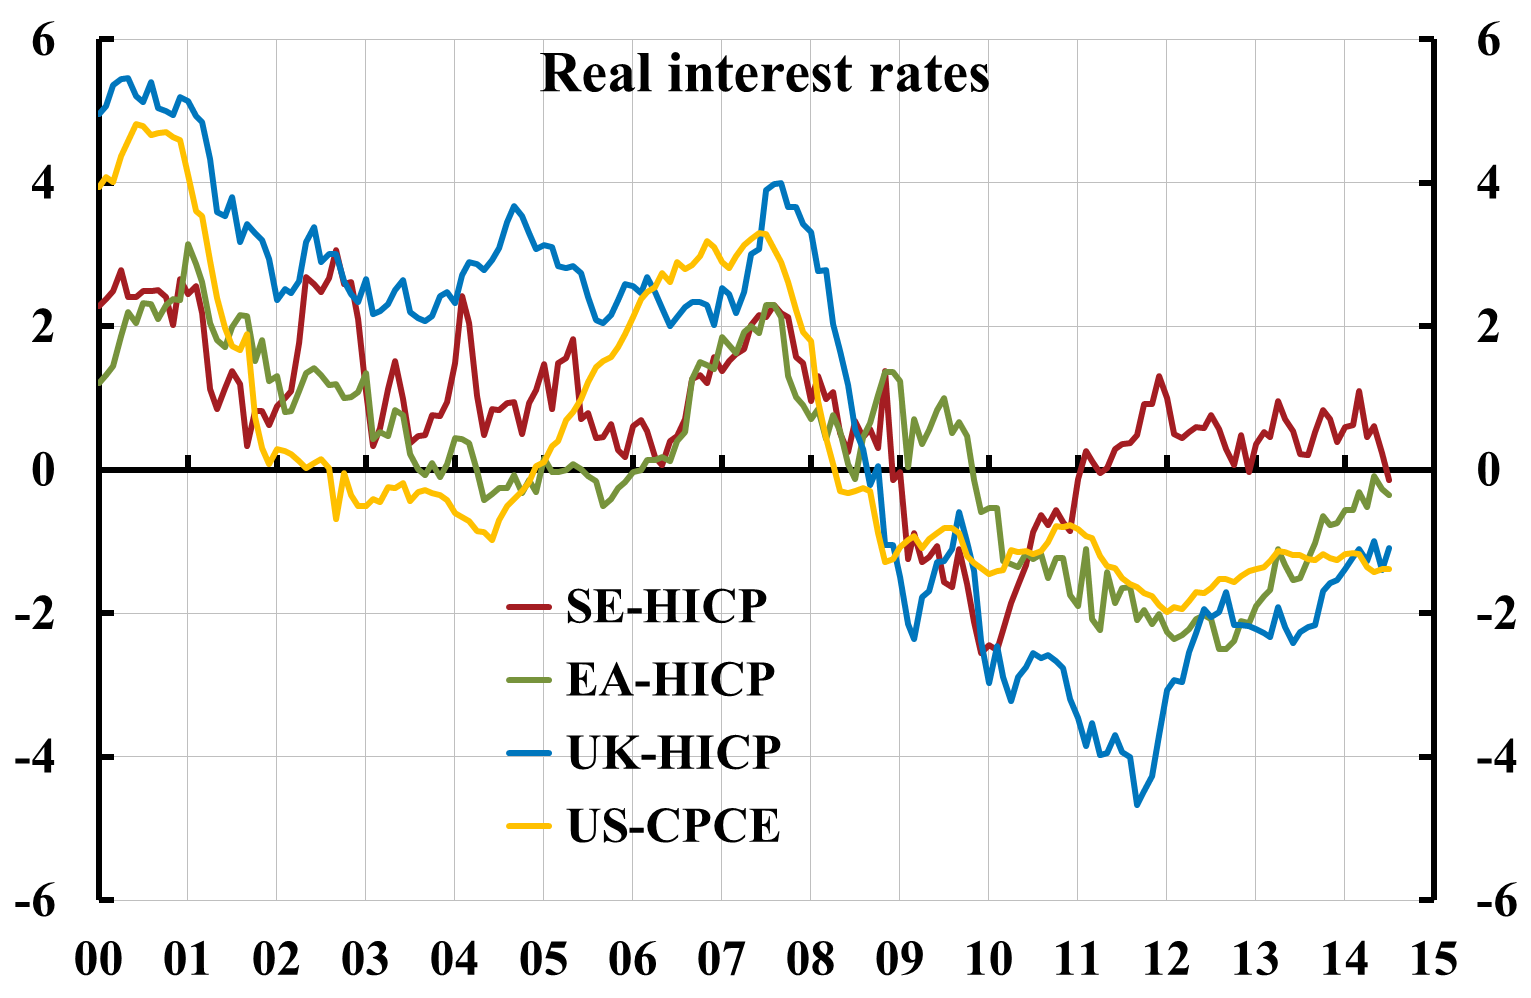 Real interest rates
6 6
4 4
2 2
0 0
-2 -2
-4 -4
-6 -6
SE-HICP
EA-HICP
UK-HICP
US-CPCE
00 01 02 03 04 05 06 07 08 09 10 11 12 13 14 15